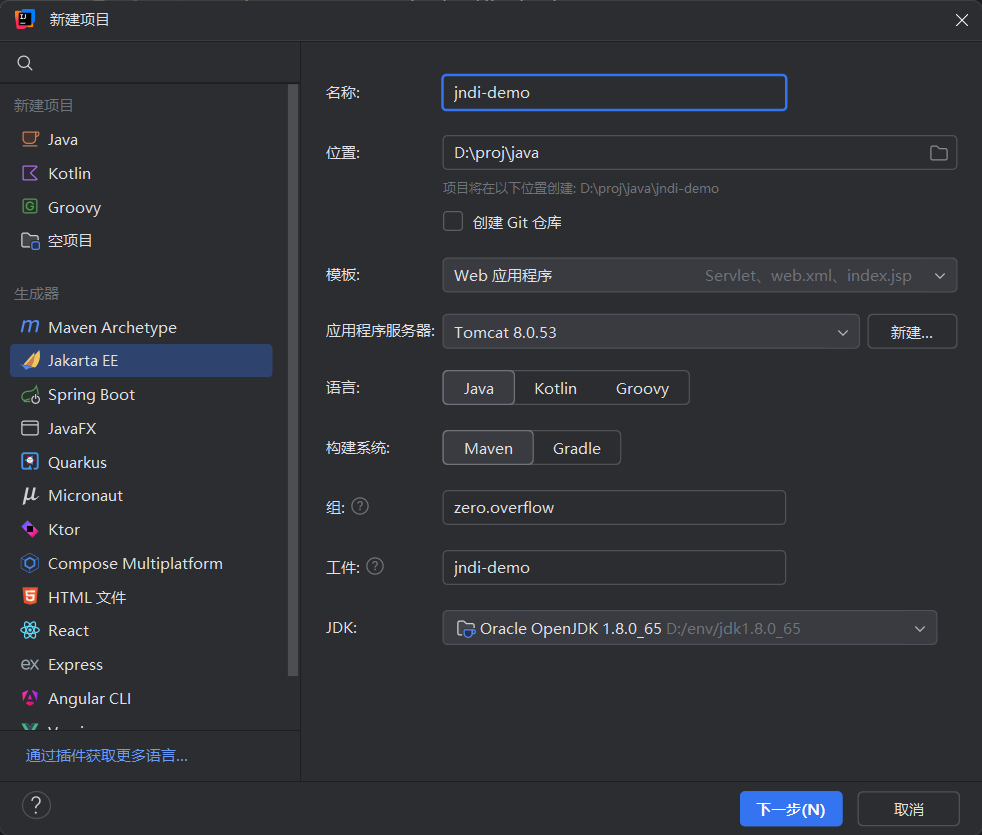 新建项目
新建项目
Java
Kotlin
Groovy
空项目
生成器
Maven Archetype
Jakarta EE
Spring Boot
JavaFX
Quarkus
Micronaut
Ktor
Compose Multiplatform
HTML 文件
React
Express
Angular CLI
通过插件获取更多语言...
名称: jndi-demo
位置: D:\proj\java
项目将在以下位置创建: D:\proj\java\jndi-demo
创建 Git 仓库
模板: Web 应用程序 Servlet、web.xml、index.jsp
应用程序服务器: Tomcat 8.0.53 新建...
语言: Java Kotlin Groovy
构建系统: Maven Gradle
组: ? zero.overflow
工件: ? jndi-demo
JDK: Oracle OpenJDK 1.8.0_65 D:/env/jdk1.8.0_65
? 下一步(N) 取消